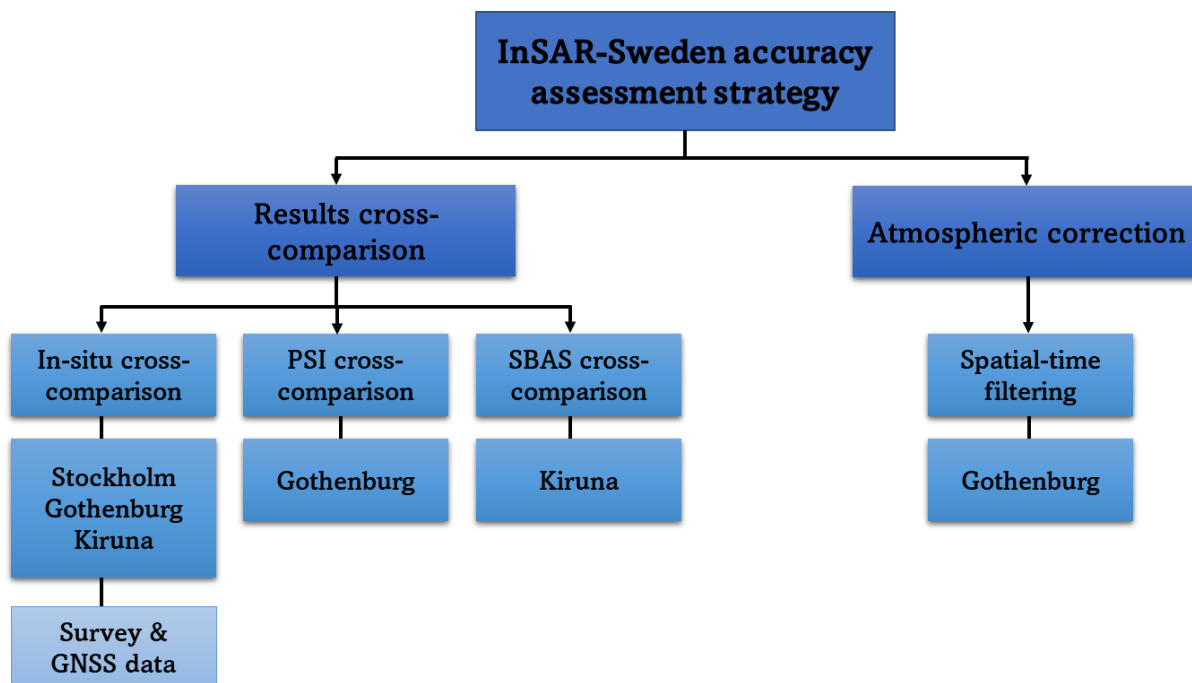 InSAR-Sweden accuracy
assessment strategy
Results cross-
comparison
Atmospheric correction
In-situ cross-
comparison
PSI cross-
comparison
SBAS cross-
comparison
Spatial-time
filtering
Stockholm
Gothenburg
Kiruna
Gothenburg
Kiruna
Gothenburg
Survey &
GNSS data